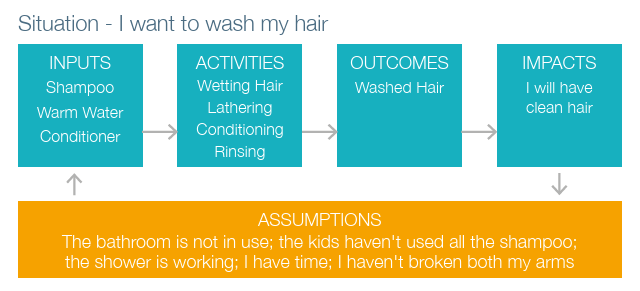 Situation - I want to wash my hair
INPUTS
Shampoo
Warm Water
Conditioner
ACTIVITIES
Wetting Hair
Lathering
Conditioning
Rinsing
OUTCOMES
Washed Hair
IMPACTS
I will have
clean hair
ASSUMPTIONS
The bathroom is not in use; the kids haven't used all the shampoo;
the shower is working; I have time; I haven't broken both my arms